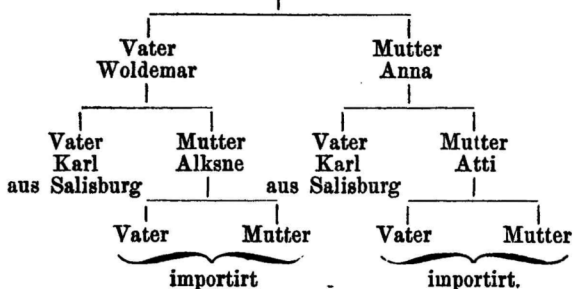 Vater Mutter
Woldemar Anna
Vater Mutter Vater Mutter
Karl Alksne Karl Atti
aus Salisburg aus Salisburg
Vater Mutter Vater Mutter
importirt importirt.